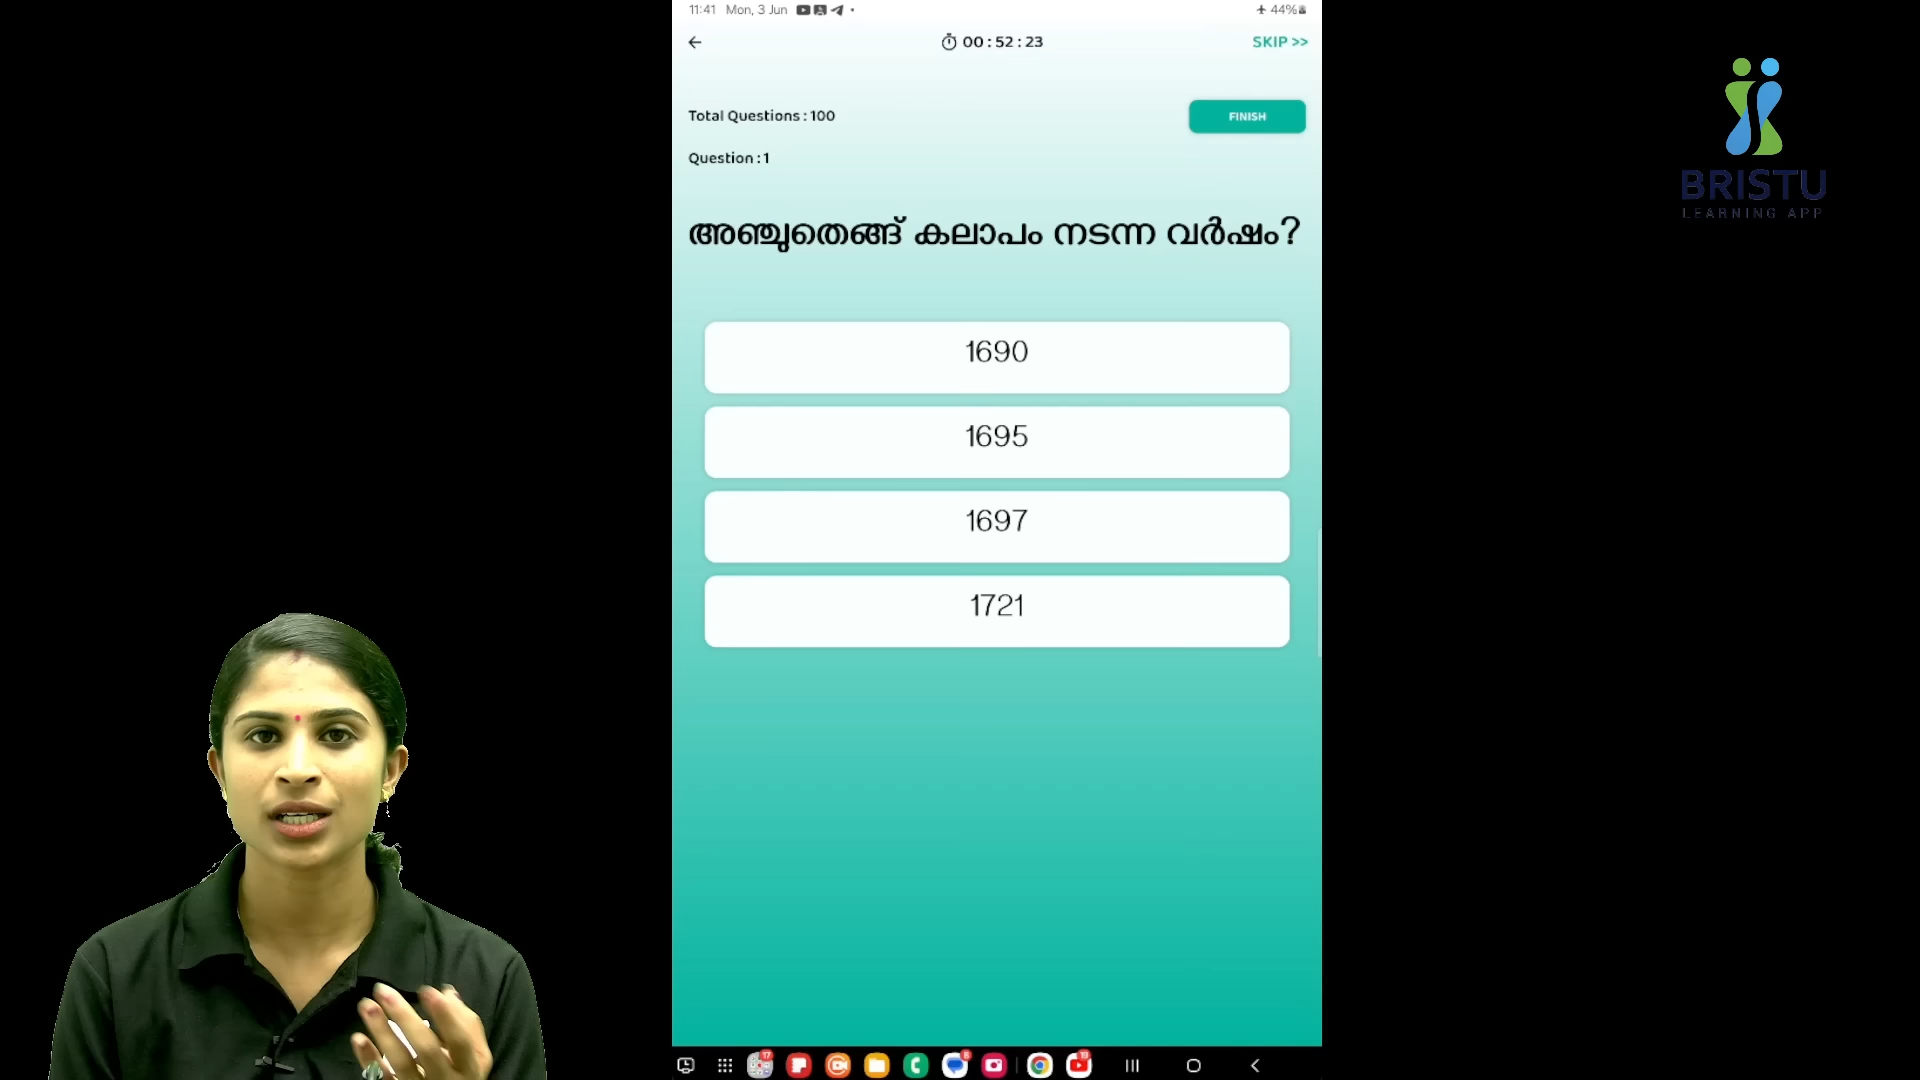 11:41 Mon, 3 Jun
44%
00 : 52 : 23
SKIP >>
Total Questions : 100
FINISH
Question : 1
അഞ്ചുതെങ്ങ് കലാപം നടന്ന വർഷം?
1690
1695
1697
1721
BRISTU
LEARNING APP